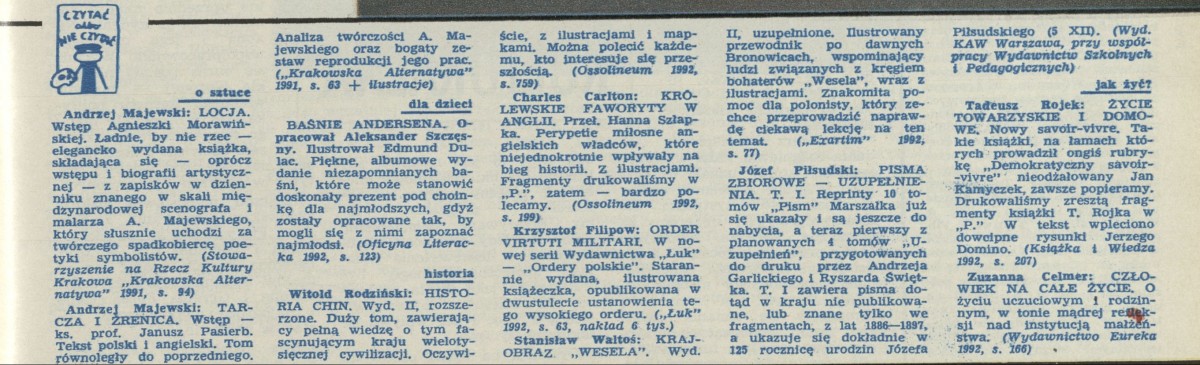 CZYTAĆ
albo
NIE CZYTAĆ
o sztuce
Andrzej Majewski: LOCJA.
Wstęp Agnieszki Morawiń-
skiej. Ładnie, by nie rzec —
elegancko wydana książka,
składająca się — oprócz
wstępu i biografii artystycz-
nej — z zapisków w dzien-
niku znanego w skali mię-
dzynarodowej scenografa i
malarza A. Majewskiego,
który słusznie uchodzi za
twórczego spadkobiercę poe-
tyki symbolistów. (Stowa-
rzyszenie na Rzecz Kultury
Krakowa „Krakowska Alter-
natywa" 1991, s. 94)
Andrzej Majewski: TAR-
CZA I ŹRENICA. Wstęp —
ks. prof. Janusz Pasierb.
Tekst polski i angielski. Tom
równoległy do poprzedniego.
Analiza twórczości A. Ma-
jewskiego oraz bogaty ze-
staw reprodukcji jego prac.
(„Krakowska Alternatywa"
1991, s. 63 + ilustracje)
dla dzieci
BAŚNIE ANDERSENA. O-
pracował Aleksander Szczęs-
ny. Ilustrował Edmund Du-
lac. Piękne, albumowe wy-
danie niezapomnianych ba-
śni, które może stanowić
doskonały prezent pod choin-
kę dla najmłodszych, gdyż
zostały opracowane tak, by
mogli się z nimi zapoznać
najmłodsi. (Oficyna Literac-
ka 1992, s. 123)
historia
Witold Rodziński: HISTO-
RIA CHIN. Wyd. II, rozsze-
rzone. Duży tom, zawierają-
cy pełną wiedzę o tym fa-
scynującym kraju wieloty-
sięcznej cywilizacji. Oczywi-
ście, z ilustracjami i map-
kami. Można polecić każde-
mu, kto interesuje się prze-
szłością. (Ossolineum 1992,
s. 759)
Charles Carlton: KRÓ-
LEWSKIE FAWORYTY W
ANGLII. Przeł. Hanna Szłap-
ka. Perypetie miłosne an-
gielskich władców, które
niejednokrotnie wpływały na
bieg historii. Z ilustracjami.
Fragmenty drukowaliśmy w
„P.", zatem — bardzo po-
lecamy. (Ossolineum 1992,
s. 199)
Krzysztof Filipow: ORDER
VIRTUTI MILITARI. W no-
wej serii Wydawnictwa „Łuk"
— „Ordery polskie". Staran-
nie wydana, ilustrowana
książeczka, opublikowana w
dwustulecie ustanowienia te-
go wysokiego orderu. („Łuk"
1992, s. 63, nakład 6 tys.)
Stanisław Waltoś: KRAJ-
OBRAZ „WESELA". Wyd.
II, uzupełnione. Ilustrowany
przewodnik po dawnych
Bronowicach, wspominający
ludzi związanych z kręgiem
bohaterów „Wesela", wraz z
ilustracjami. Znakomita po-
moc dla polonisty, który ze-
chce przeprowadzić napraw-
dę ciekawą lekcję na ten
temat. („Exartim" 1992,
s. 77)
Józef Piłsudski: PISMA
ZBIOROWE — UZUPEŁNIE-
NIA. T. I. Reprinty 10 to-
mów „Pism" Marszałka już
się ukazały i są jeszcze do
nabycia, a teraz pierwszy z
planowanych 4 tomów „U-
zupełnień", przygotowanych
do druku przez Andrzeja
Garlickiego i Ryszarda Święt-
ka. T. I zawiera pisma do-
tąd w kraju nie publikowa-
ne, lub znane tylko we
fragmentach, z lat 1886—1897,
a ukazuje się dokładnie w
125 rocznicę urodzin Józefa
Piłsudskiego (5 XII). (Wyd.
KAW Warszawa, przy współ-
pracy Wydawnictw Szkolnych
i Pedagogicznych)
jak żyć?
Tadeusz Rojek: ŻYCIE
TOWARZYSKIE I DOMO-
WE. Nowy savoir-vivre. Ta-
kie książki, na łamach któ-
rych prowadził ongiś rubry-
kę „Demokratyczny savoir-
-vivre" nieodżałowany Jan
Kamyczek, zawsze popieramy.
Drukowaliśmy zresztą frag-
menty książki T. Rojka w
„P." W tekst wpleciono
dowcipne rysunki Jerzego
Domino. (Książka i Wiedza
1992, s. 207)
Zuzanna Celmer: CZŁO-
WIEK NA CAŁE ŻYCIE. O
życiu uczuciowym i rodzin-
nym, w tonie mądrej reflek-
sji nad instytucją małżeń-
stwa. (Wydawnictwo Eureka
1992, s. 166)